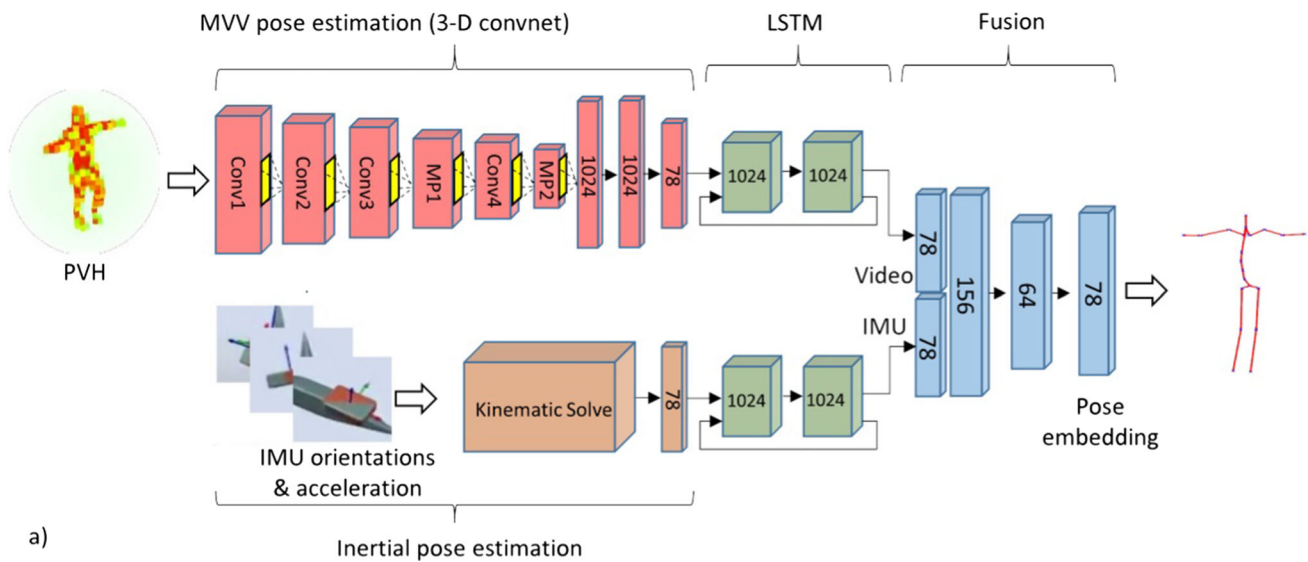 MVV pose estimation (3-D convnet)
LSTM
Fusion
PVH
Conv1
Conv2
Conv3
MP1
Conv4
MP2
1024
1024
78
1024
1024
Video
IMU
78
78
156
64
78
Pose
embedding
IMU orientations
& acceleration
Kinematic Solve
78
1024
1024
Inertial pose estimation
a)